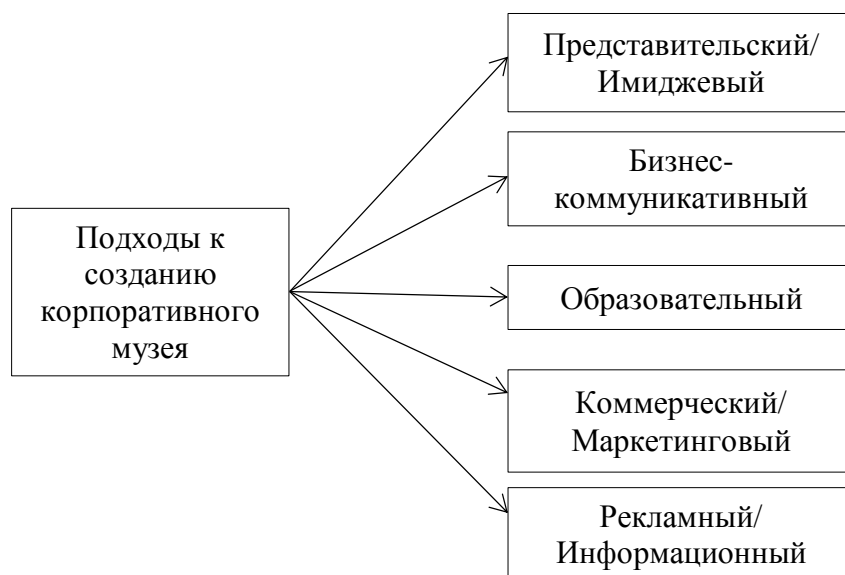 Подходы к
созданию
корпоративного
музея
Представительский/
Имиджевый
Бизнес-
коммуникативный
Образовательный
Коммерческий/
Маркетинговый
Рекламный/
Информационный